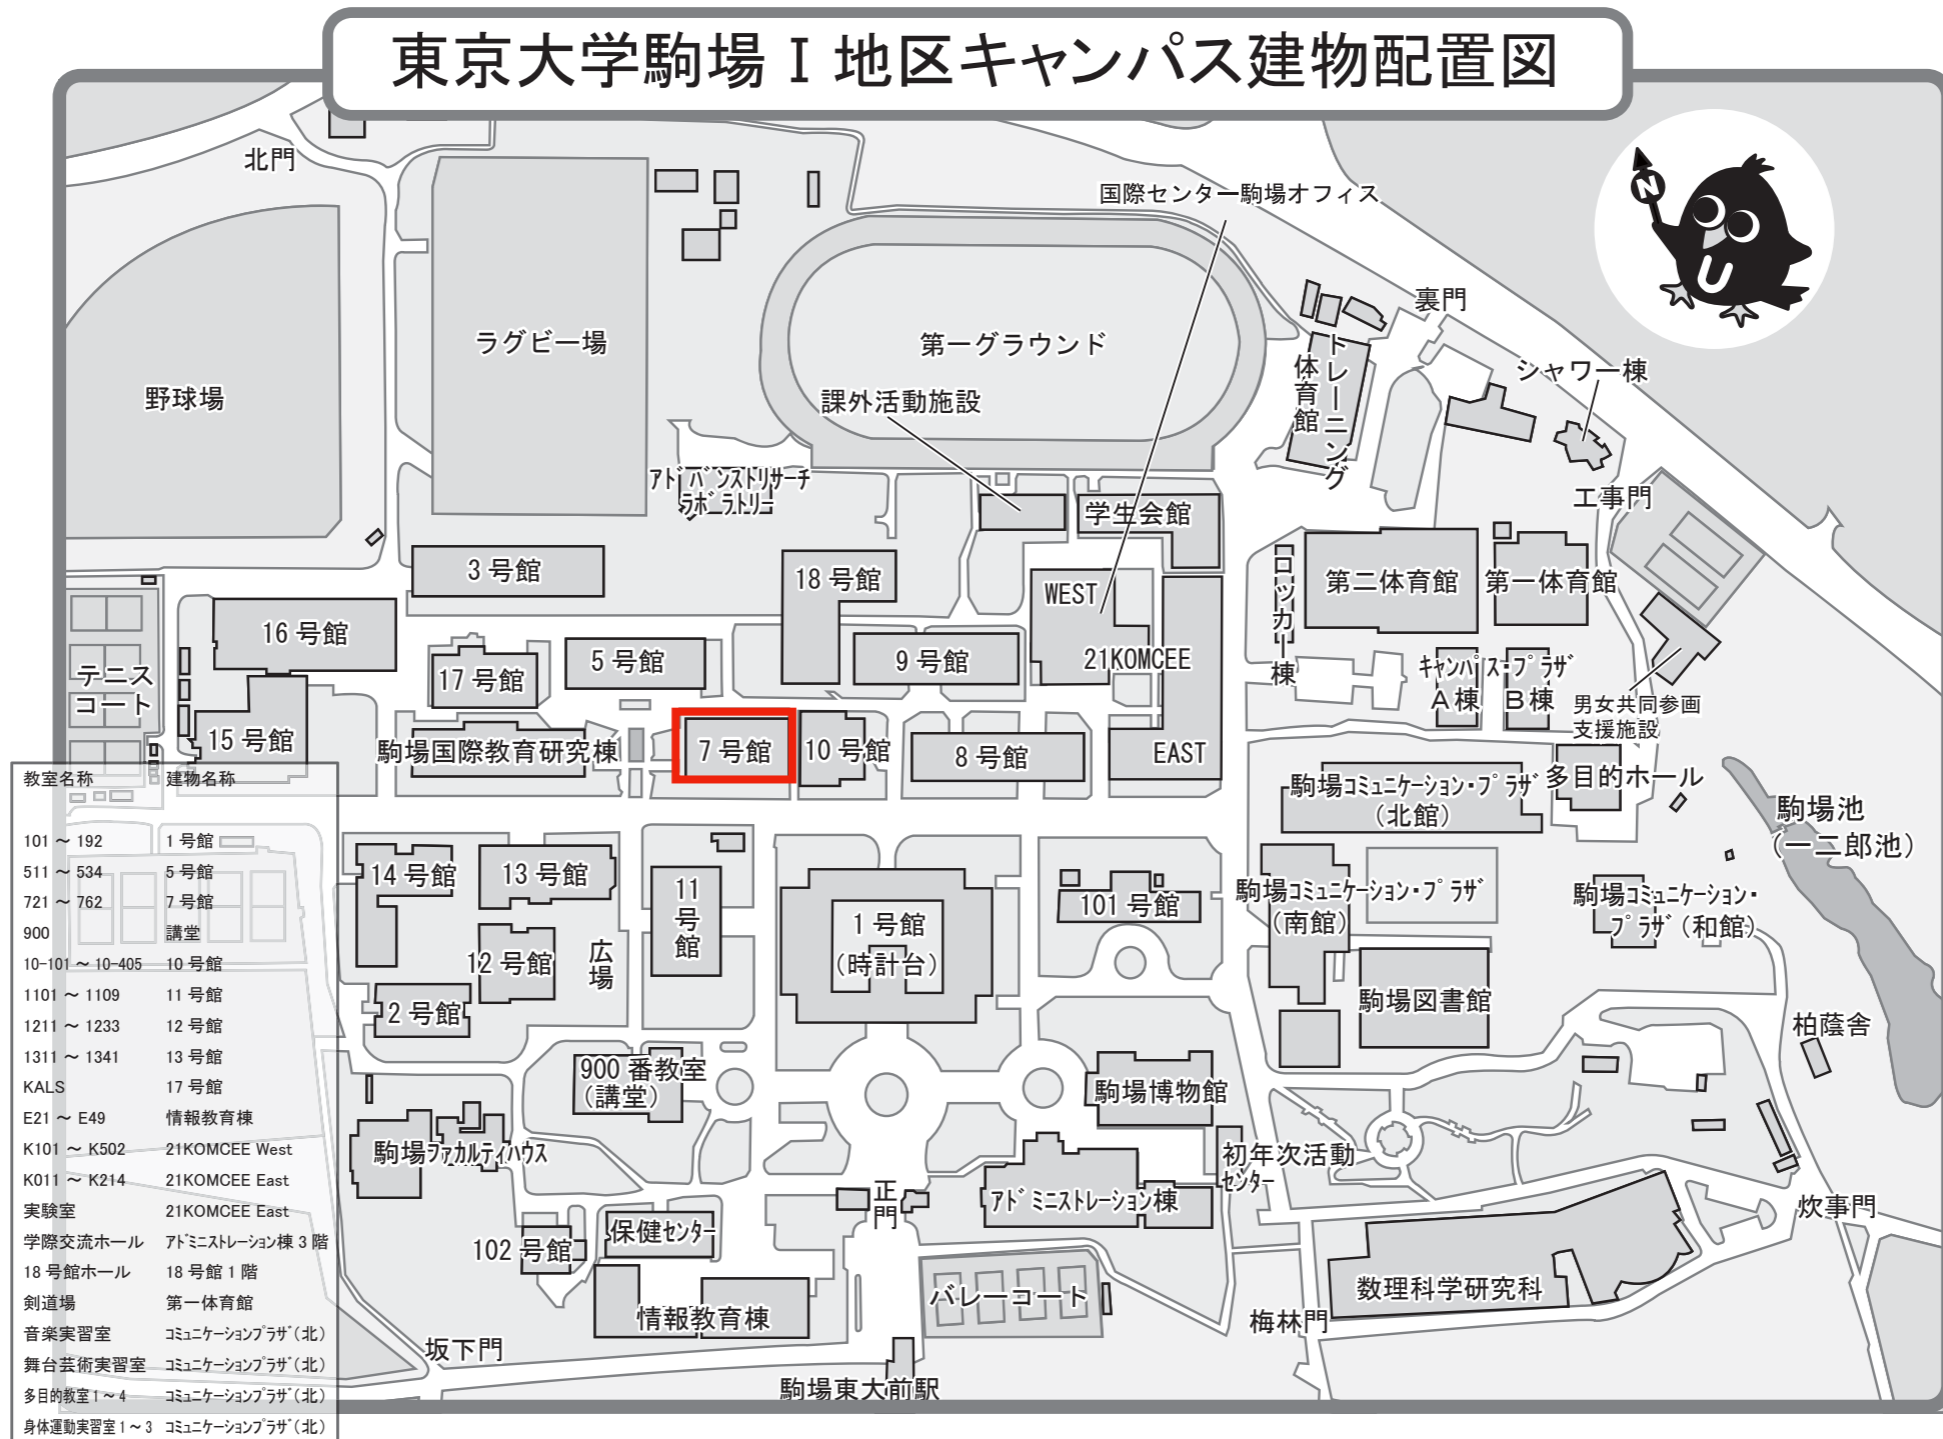 東京大学駒場Ⅰ地区キャンパス建物配置図
北門
国際センター駒場オフィス
N
U
裏門
ラグビー場
第一グラウンド
トレーニング
体育館
シャワー棟
野球場
課外活動施設
アドバンストリサーチ
ラボラトリー
学生会館
工事門
3号館
18号館
WEST
ロッカー棟
第二体育館
第一体育館
16号館
17号館
5号館
9号館
21KOMCEE
キャンパス・プラザ
A棟
B棟
テニス
コート
男女共同参画
支援施設
15号館
駒場国際教育研究棟
7号館
10号館
8号館
EAST
駒場コミュニケーション・プラザ
(北館)
多目的ホール
駒場池
(一二郎池)
14号館
13号館
11号館
1号館
(時計台)
101号館
駒場コミュニケーション・プラザ
(南館)
駒場コミュニケーション・
プラザ(和館)
12号館
広場
2号館
駒場図書館
柏蔭舎
900番教室
(講堂)
駒場博物館
駒場ファカルティハウス
初年次活動
センター
正門
アドミニストレーション棟
炊事門
102号館
保健センター
情報教育棟
バレーコート
数理科学研究科
梅林門
坂下門
駒場東大前駅
教室名称 建物名称
101～192 1号館
511～534 5号館
721～762 7号館
900 講堂
10-101～10-405 10号館
1101～1109 11号館
1211～1233 12号館
1311～1341 13号館
KALS 17号館
E21～E49 情報教育棟
K101～K502 21KOMCEE West
K011～K214 21KOMCEE East
実験室 21KOMCEE East
学際交流ホール アドミニストレーション棟3階
18号館ホール 18号館1階
剣道場 第一体育館
音楽実習室 コミュニケーションプラザ(北)
舞台芸術実習室 コミュニケーションプラザ(北)
多目的教室1～4 コミュニケーションプラザ(北)
身体運動実習室1～3 コミュニケーションプラザ(北)